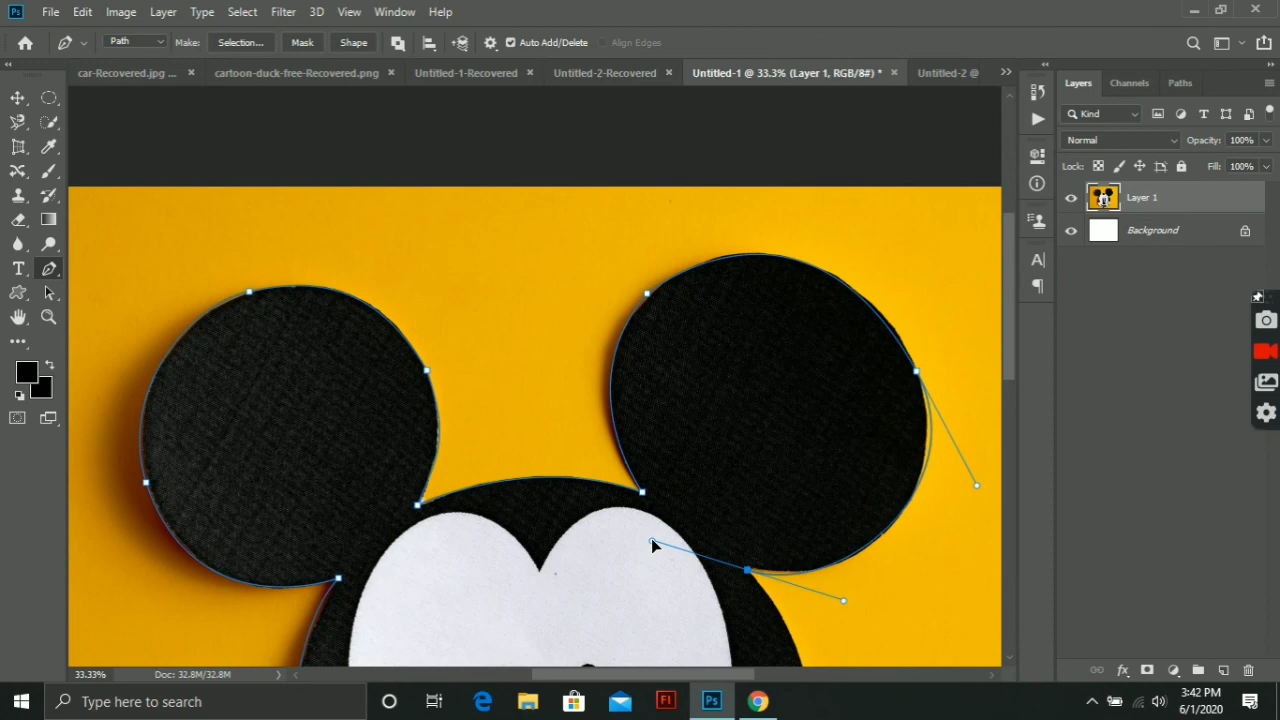 Ps File Edit Image Layer Type Select Filter 3D View Window Help
Path Make: Selection... Mask Shape Auto Add/Delete Align Edges
car-Recovered.jpg ... × cartoon-duck-free-Recovered.png × Untitled-1-Recovered × Untitled-2-Recovered × Untitled-1 @ 33.3% (Layer 1, RGB/8#) * × Untitled-2 @
Layers Channels Paths
Kind
Normal Opacity: 100%
Lock: Fill: 100%
Layer 1
Background
33.33% Doc: 32.8M/32.8M
Type here to search
Fl
Ps
3:42 PM
6/1/2020